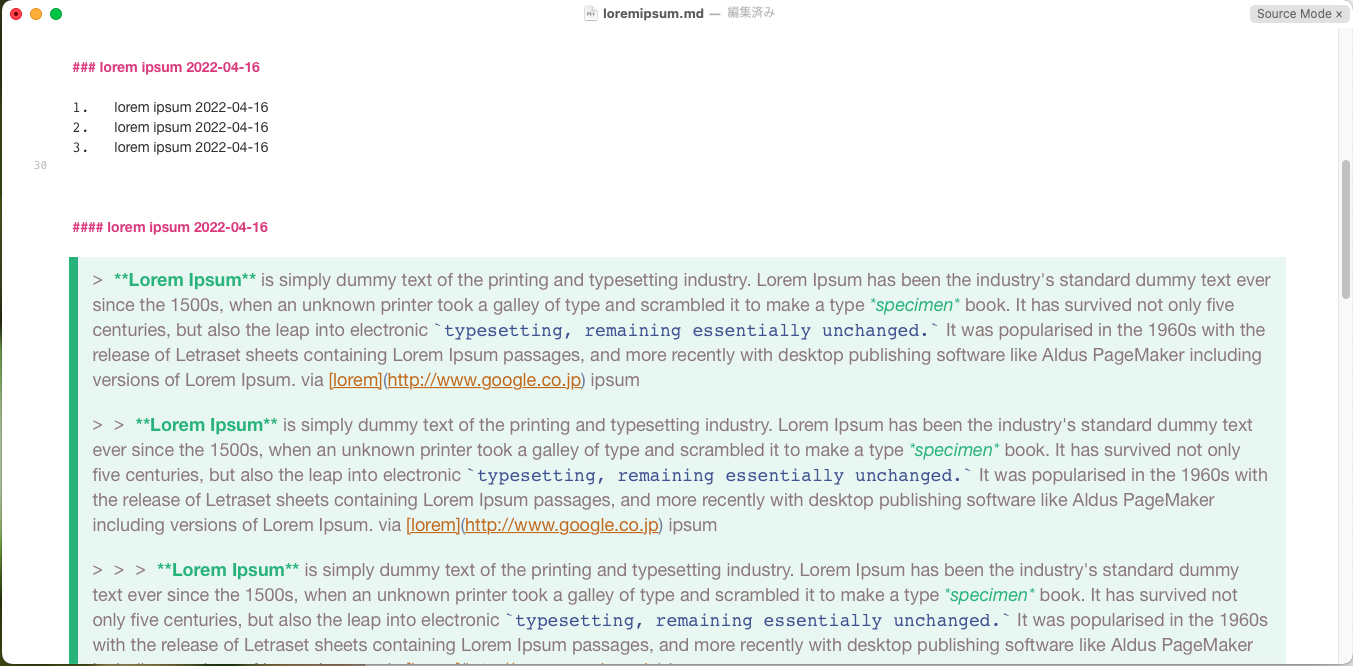 loremipsum.md — 編集済み
Source Mode ×
### lorem ipsum 2022-04-16
1. lorem ipsum 2022-04-16
2. lorem ipsum 2022-04-16
3. lorem ipsum 2022-04-16
30
#### lorem ipsum 2022-04-16
> **Lorem Ipsum** is simply dummy text of the printing and typesetting industry. Lorem Ipsum has been the industry's standard dummy text ever
since the 1500s, when an unknown printer took a galley of type and scrambled it to make a type *specimen* book. It has survived not only five
centuries, but also the leap into electronic `typesetting, remaining essentially unchanged.` It was popularised in the 1960s with the
release of Letraset sheets containing Lorem Ipsum passages, and more recently with desktop publishing software like Aldus PageMaker including
versions of Lorem Ipsum. via [lorem](http://www.google.co.jp) ipsum
> > **Lorem Ipsum** is simply dummy text of the printing and typesetting industry. Lorem Ipsum has been the industry's standard dummy text
ever since the 1500s, when an unknown printer took a galley of type and scrambled it to make a type *specimen* book. It has survived not only
five centuries, but also the leap into electronic `typesetting, remaining essentially unchanged.` It was popularised in the 1960s with
the release of Letraset sheets containing Lorem Ipsum passages, and more recently with desktop publishing software like Aldus PageMaker
including versions of Lorem Ipsum. via [lorem](http://www.google.co.jp) ipsum
> > > **Lorem Ipsum** is simply dummy text of the printing and typesetting industry. Lorem Ipsum has been the industry's standard dummy
text ever since the 1500s, when an unknown printer took a galley of type and scrambled it to make a type *specimen* book. It has survived not
only five centuries, but also the leap into electronic `typesetting, remaining essentially unchanged.` It was popularised in the 1960s
with the release of Letraset sheets containing Lorem Ipsum passages, and more recently with desktop publishing software like Aldus PageMaker